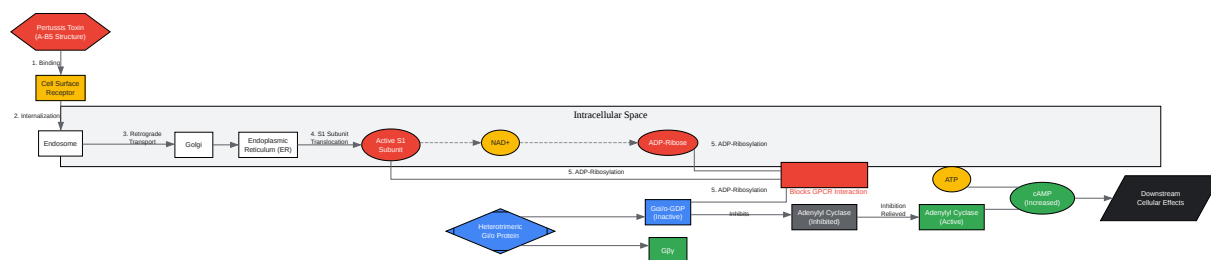 Pertussis Toxin
(A-B5 Structure)
1. Binding
Cell Surface
Receptor
2. Internalization
Intracellular Space
Endosome
3. Retrograde
Transport
Golgi
Endoplasmic
Reticulum (ER)
4. S1 Subunit
Translocation
Active S1
Subunit
NAD+
ADP-Ribose
5. ADP-Ribosylation
5. ADP-Ribosylation
5. ADP-Ribosylation
Blocks GPCR Interaction
ATP
cAMP
(Increased)
Downstream
Cellular Effects
Heterotrimeric
Gi/o Protein
Gαi/o-GDP
(Inactive)
Inhibits
Adenylyl Cyclase
(Inhibited)
Inhibition
Relieved
Adenylyl Cyclase
(Active)
Gβγ